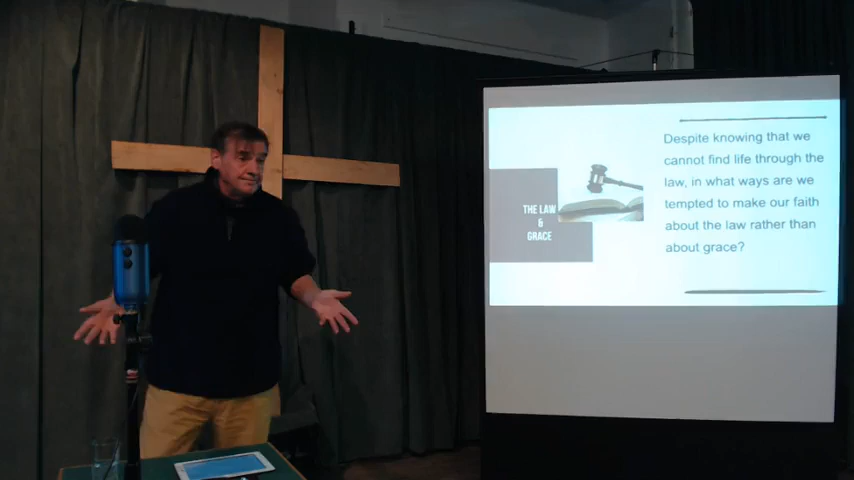 THE LAW
&
GRACE
Despite knowing that we
cannot find life through the
law, in what ways are we
tempted to make our faith
about the law rather than
about grace?